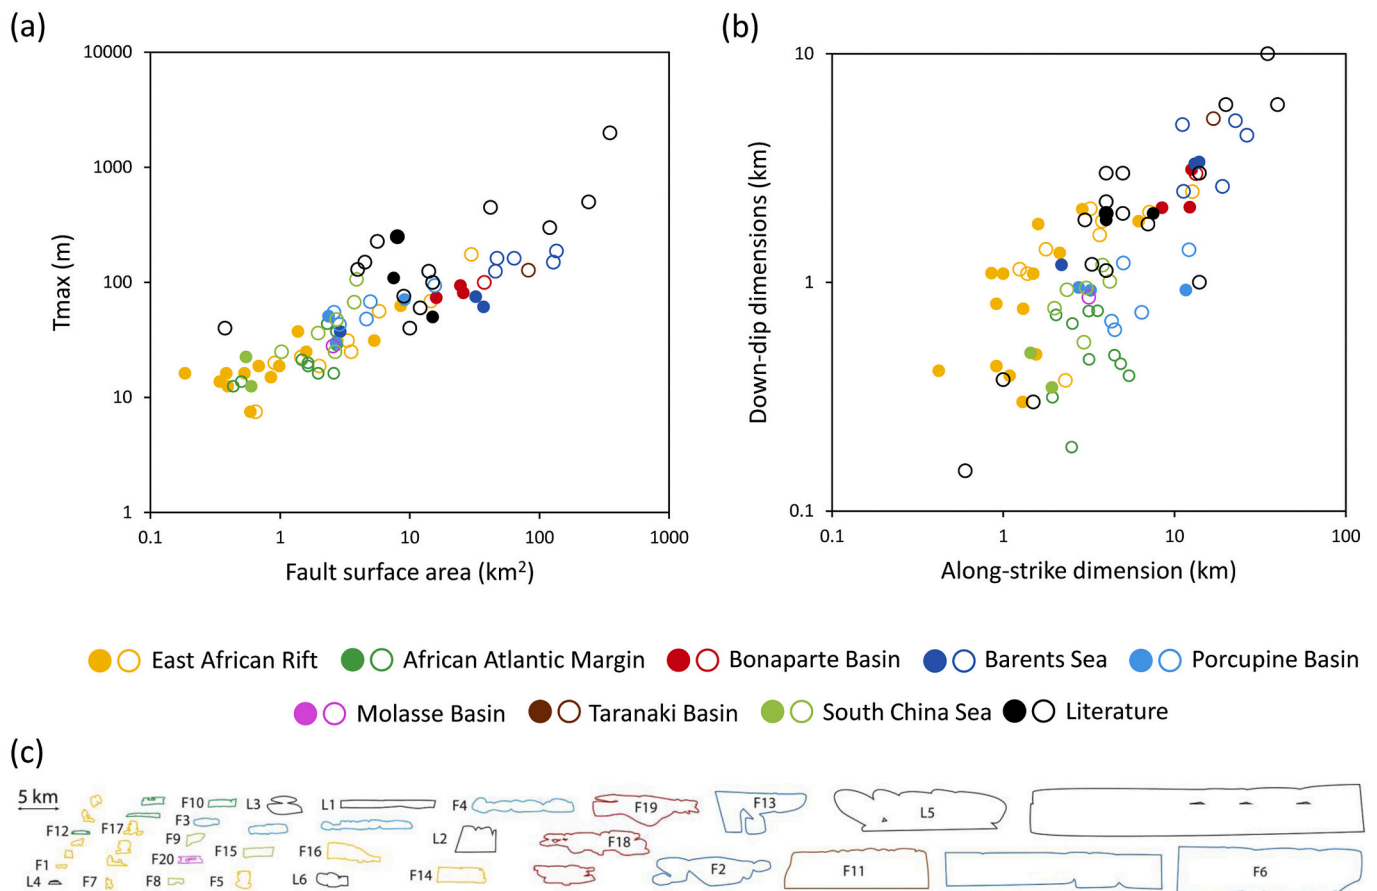 (a)
(b)
10000
1000
100
10
1
Tmax (m)
0.1
1
10
100
1000
Fault surface area (km²)
10
1
0.1
Down-dip dimensions (km)
0.1
1
10
100
Along-strike dimension (km)
East African Rift
African Atlantic Margin
Bonaparte Basin
Barents Sea
Porcupine Basin
Molasse Basin
Taranaki Basin
South China Sea
Literature
(c)
5 km
F10
L3
L1
F4
F19
F13
L5
F12
F17
F3
F9
L2
F18
F1
F20
F15
F16
F2
F11
F6
L4
F7
F8
F5
L6
F14